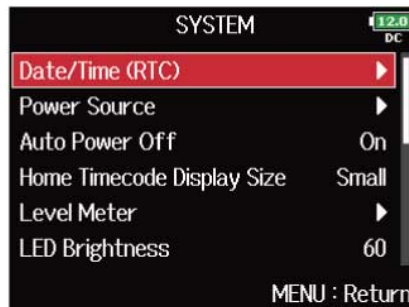 SYSTEM
12.0
DC
Date/Time (RTC)
Power Source
Auto Power Off On
Home Timecode Display Size Small
Level Meter
LED Brightness 60
MENU : Return